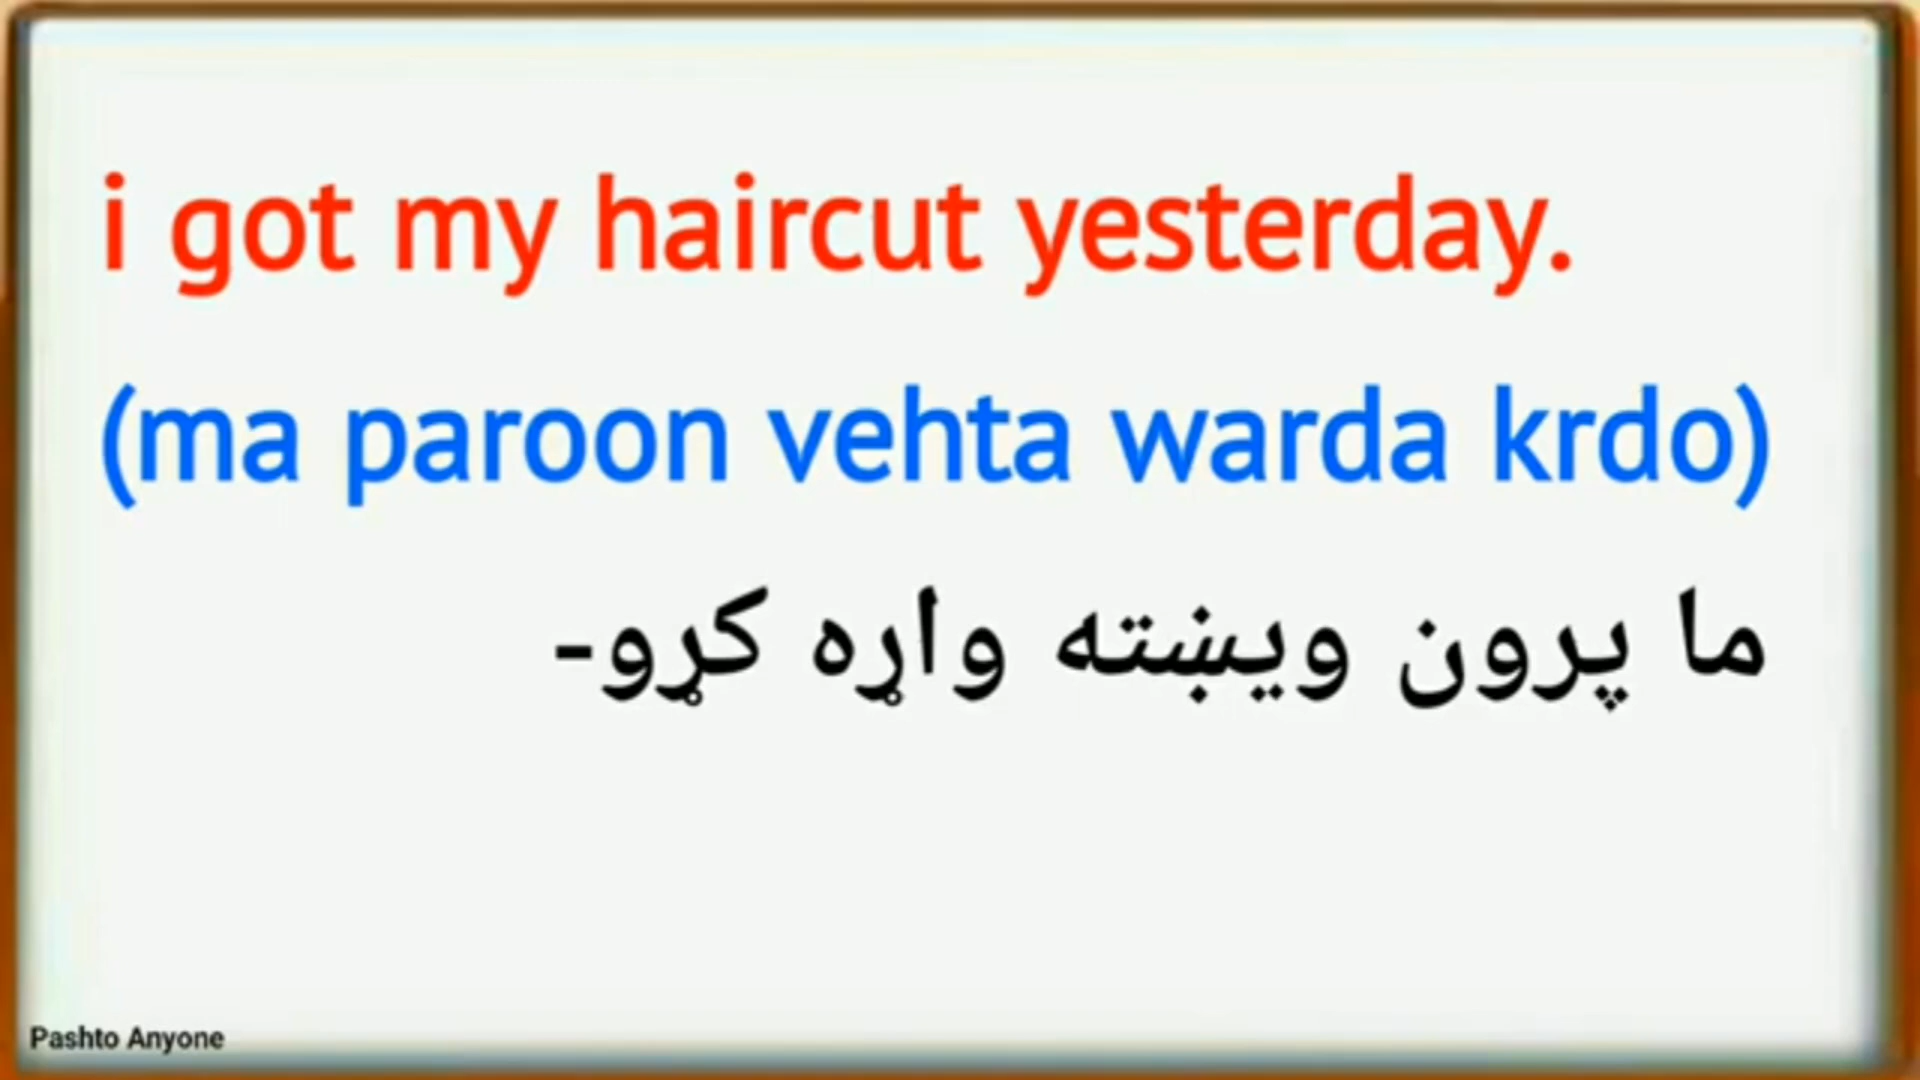 i got my haircut yesterday.
(ma paroon vehta warda krdo)
ما پرون ویښته واړه کړو-
Pashto Anyone